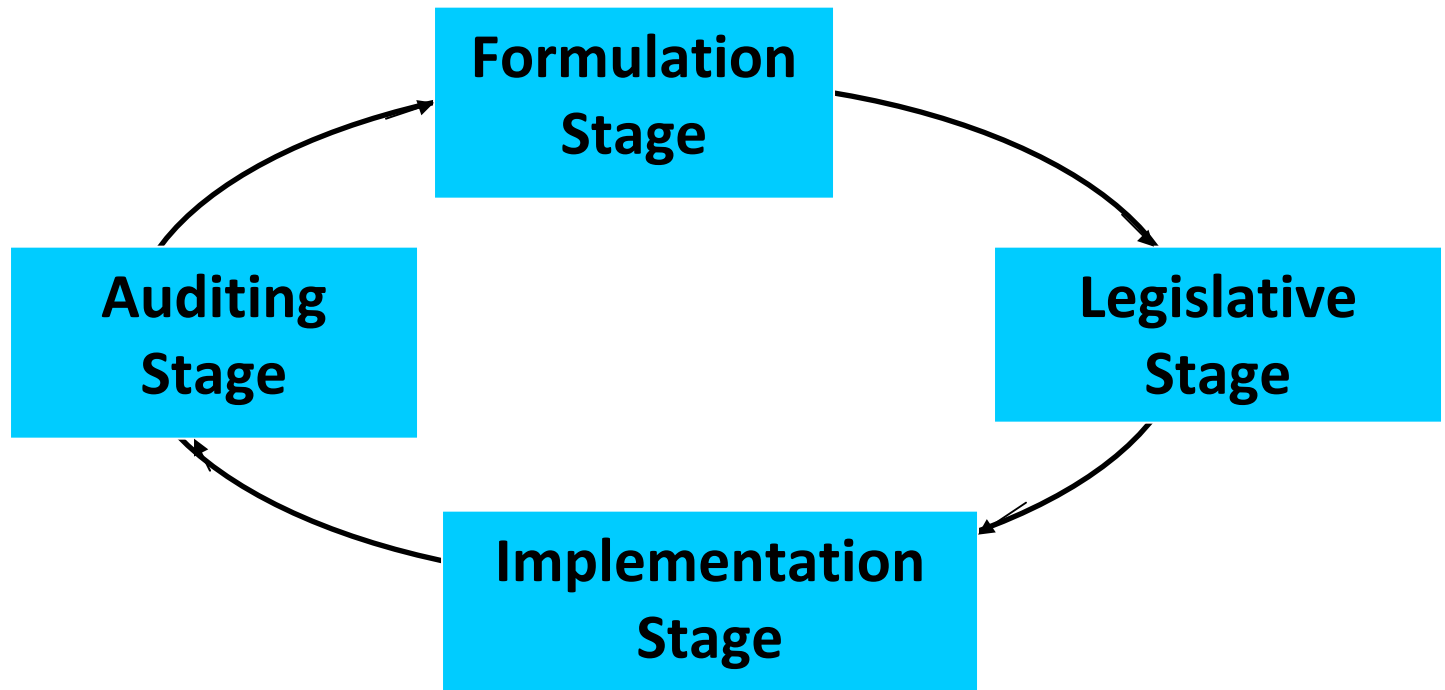 Formulation
Stage
Auditing
Stage
Legislative
Stage
Implementation
Stage